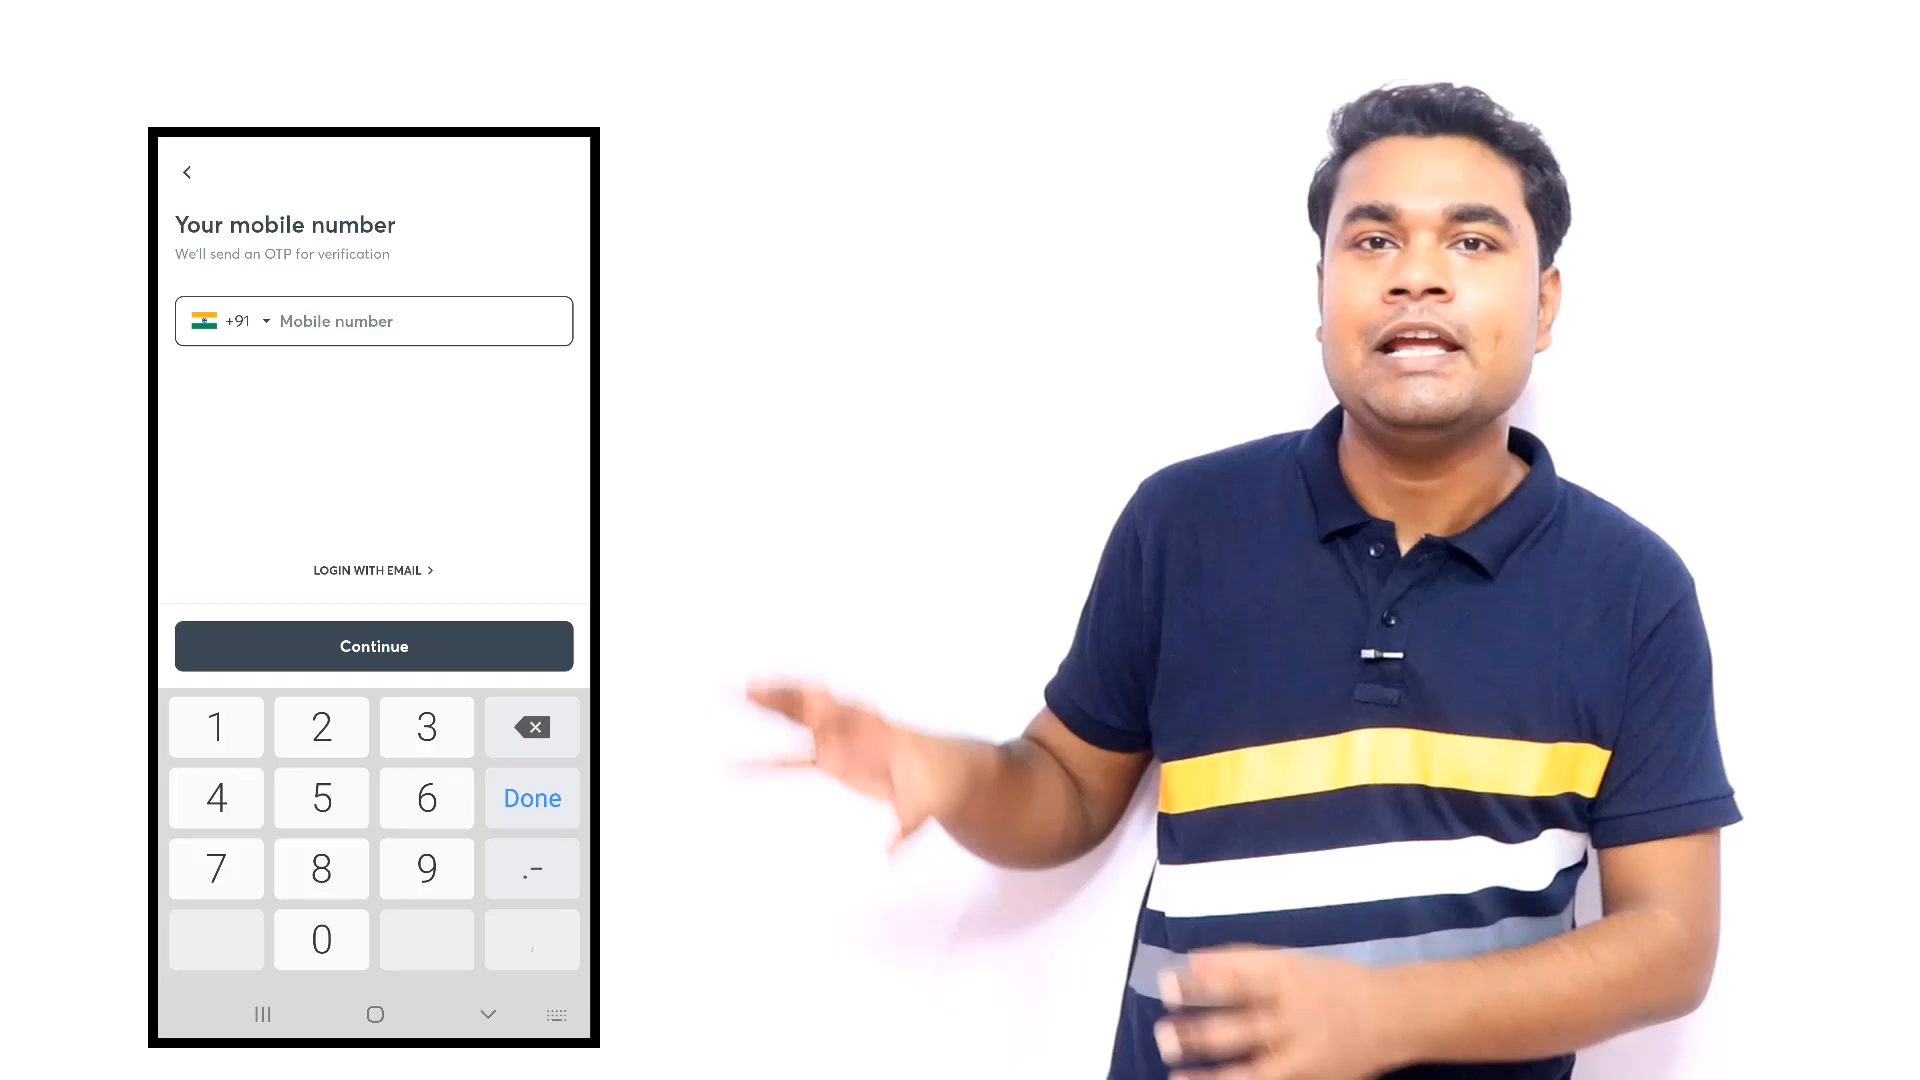 Your mobile number
We'll send an OTP for verification
+91 Mobile number
LOGIN WITH EMAIL >
Continue
1 2 3
4 5 6 Done
7 8 9 .-
0 ,